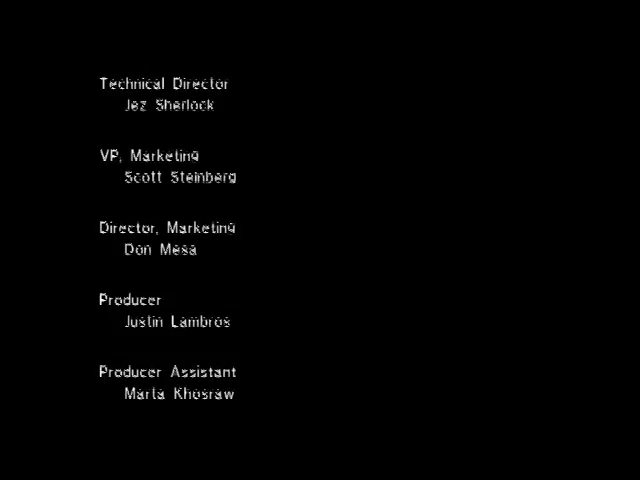 Technical Director
Jez Sherlock
VP, Marketing
Scott Steinberg
Director, Marketing
Don Mesa
Producer
Justin Lambros
Producer Assistant
Marta Khosraw